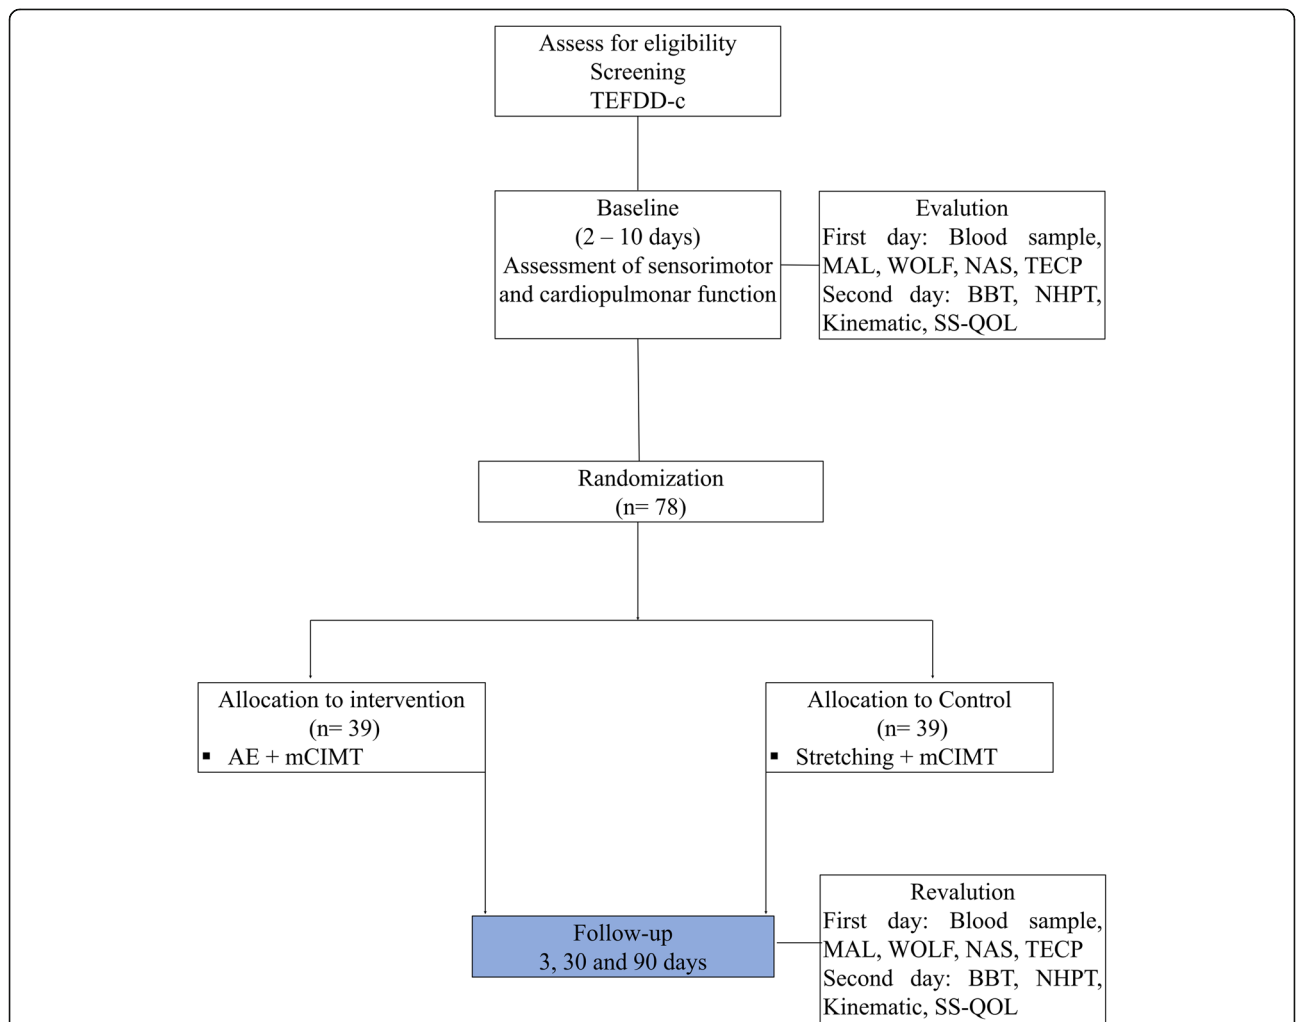 Assess for eligibility
Screening
TEFDD-c
Baseline
(2 – 10 days)
Assessment of sensorimotor
and cardiopulmonar function
Evalution
First day: Blood sample,
MAL, WOLF, NAS, TECP
Second day: BBT, NHPT,
Kinematic, SS-QOL
Randomization
(n= 78)
Allocation to intervention
(n= 39)
▪ AE + mCIMT
Allocation to Control
(n= 39)
▪ Stretching + mCIMT
Follow-up
3, 30 and 90 days
Revalution
First day: Blood sample,
MAL, WOLF, NAS, TECP
Second day: BBT, NHPT,
Kinematic, SS-QOL